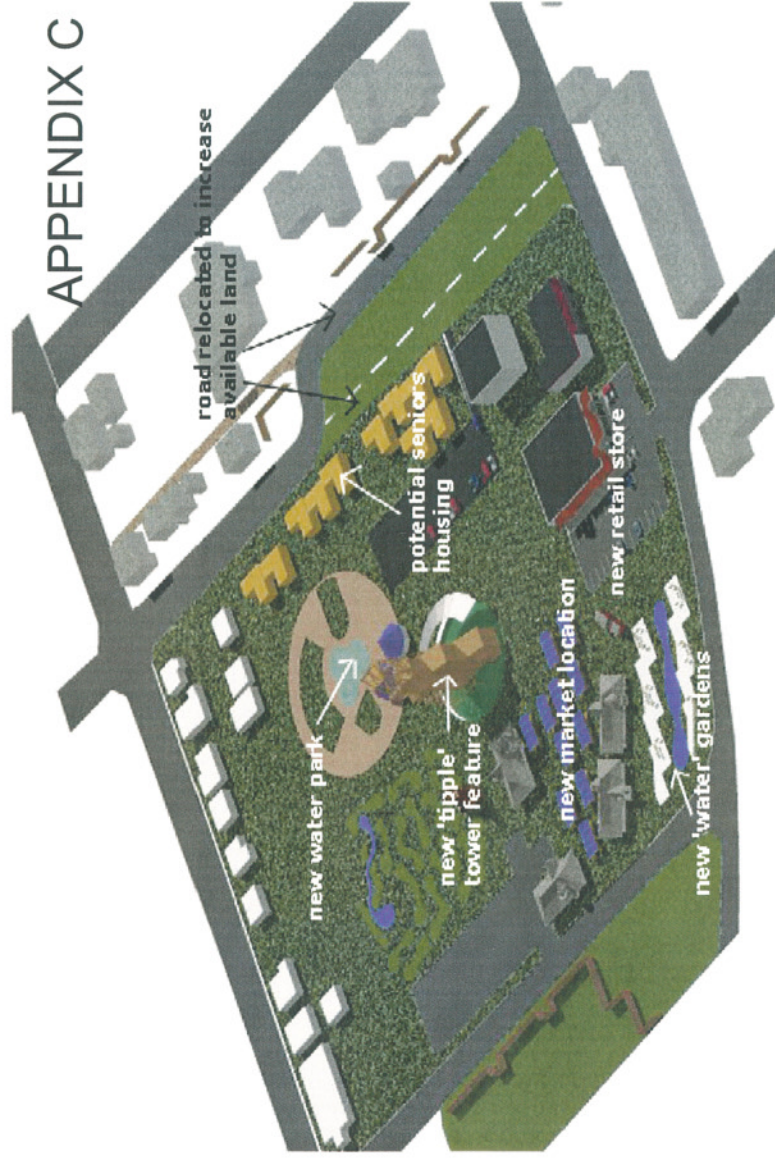 APPENDIX C
road relocated to increase
available land
potential seniors
housing
new water park
new 'tipple'
tower feature
new market location
new retail store
new 'water' gardens